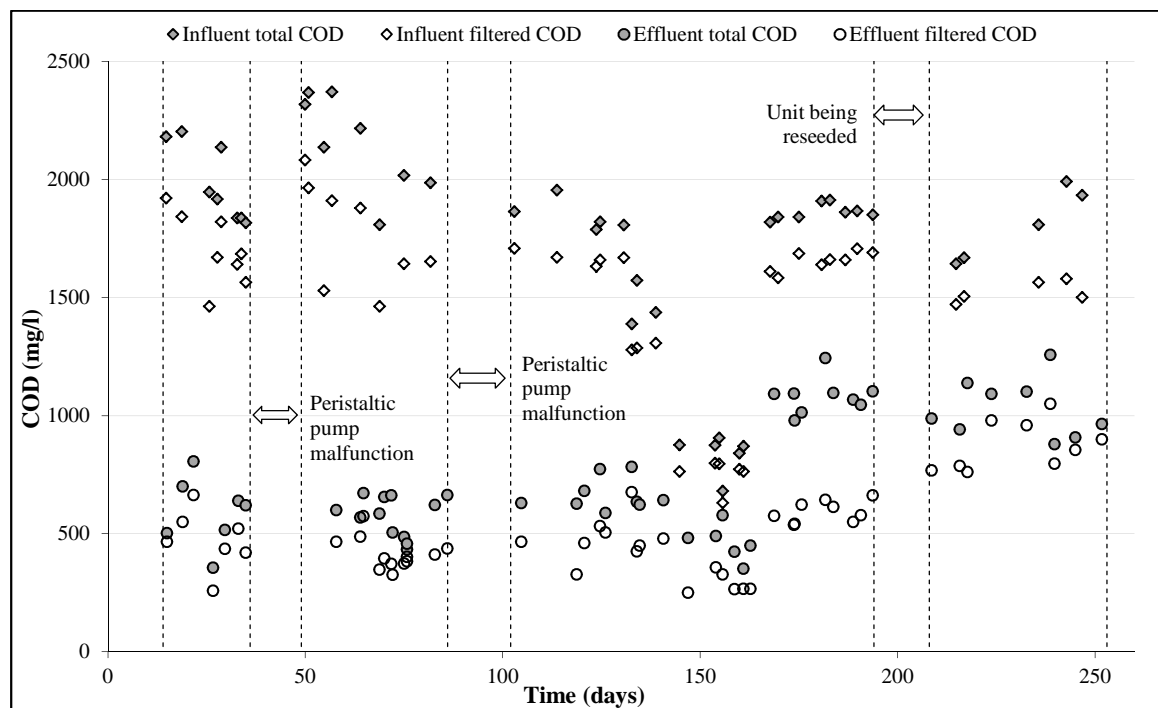 Influent total COD Influent filtered COD Effluent total COD Effluent filtered COD
2500
2000
1500
1000
500
0
COD (mg/l)
Unit being
reseeded
Peristaltic
pump
malfunction
Peristaltic
pump
malfunction
0 50 100 150 200 250
Time (days)